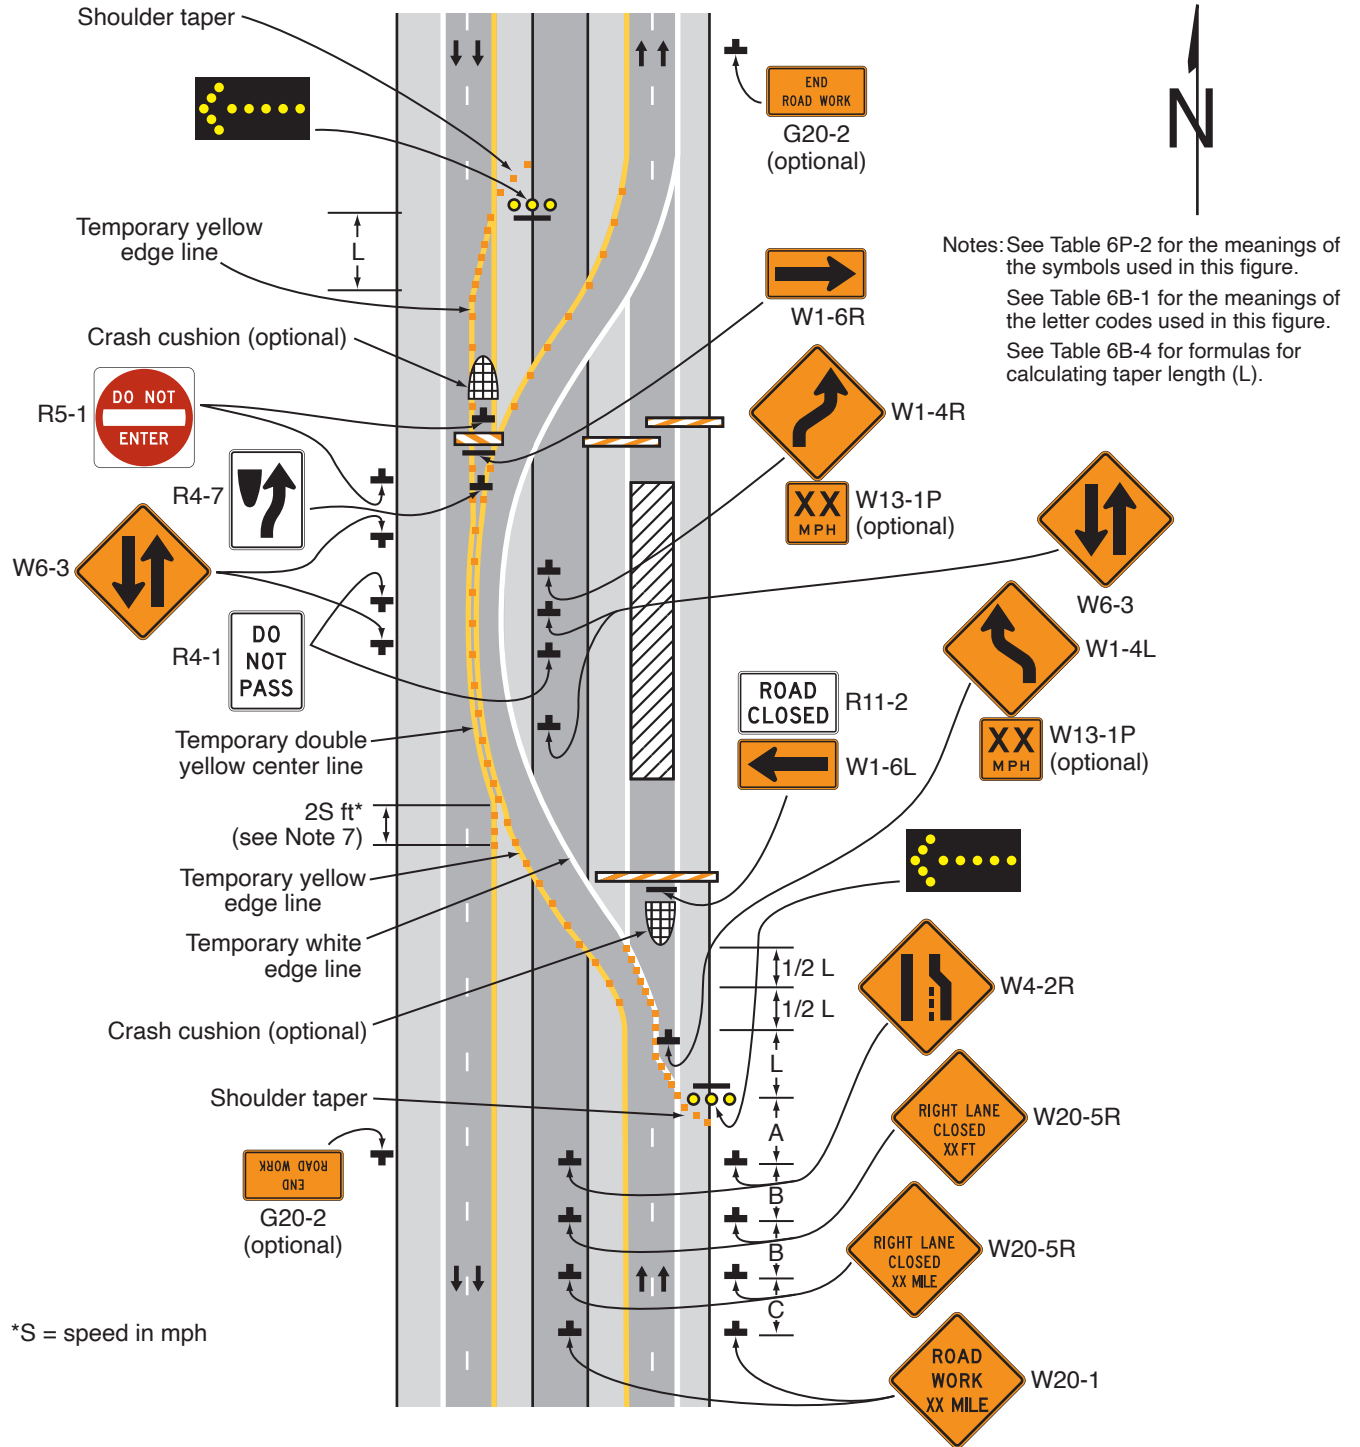 Shoulder taper
END
ROAD WORK
G20-2
(optional)
N
Temporary yellow
edge line
L
Notes: See Table 6P-2 for the meanings of
the symbols used in this figure.
See Table 6B-1 for the meanings of
the letter codes used in this figure.
See Table 6B-4 for formulas for
calculating taper length (L).
W1-6R
Crash cushion (optional)
R5-1
DO NOT
ENTER
W1-4R
R4-7
XX
MPH
W13-1P
(optional)
W6-3
W6-3
R4-1
DO
NOT
PASS
W1-4L
ROAD
CLOSED
R11-2
XX
MPH
W13-1P
(optional)
W1-6L
Temporary double
yellow center line
2S ft*
(see Note 7)
Temporary yellow
edge line
Temporary white
edge line
1/2 L
1/2 L
W4-2R
Crash cushion (optional)
L
Shoulder taper
A
RIGHT LANE
CLOSED
XX FT
W20-5R
END
ROAD WORK
G20-2
(optional)
B
B
RIGHT LANE
CLOSED
XX MILE
W20-5R
C
*S = speed in mph
ROAD
WORK
XX MILE
W20-1